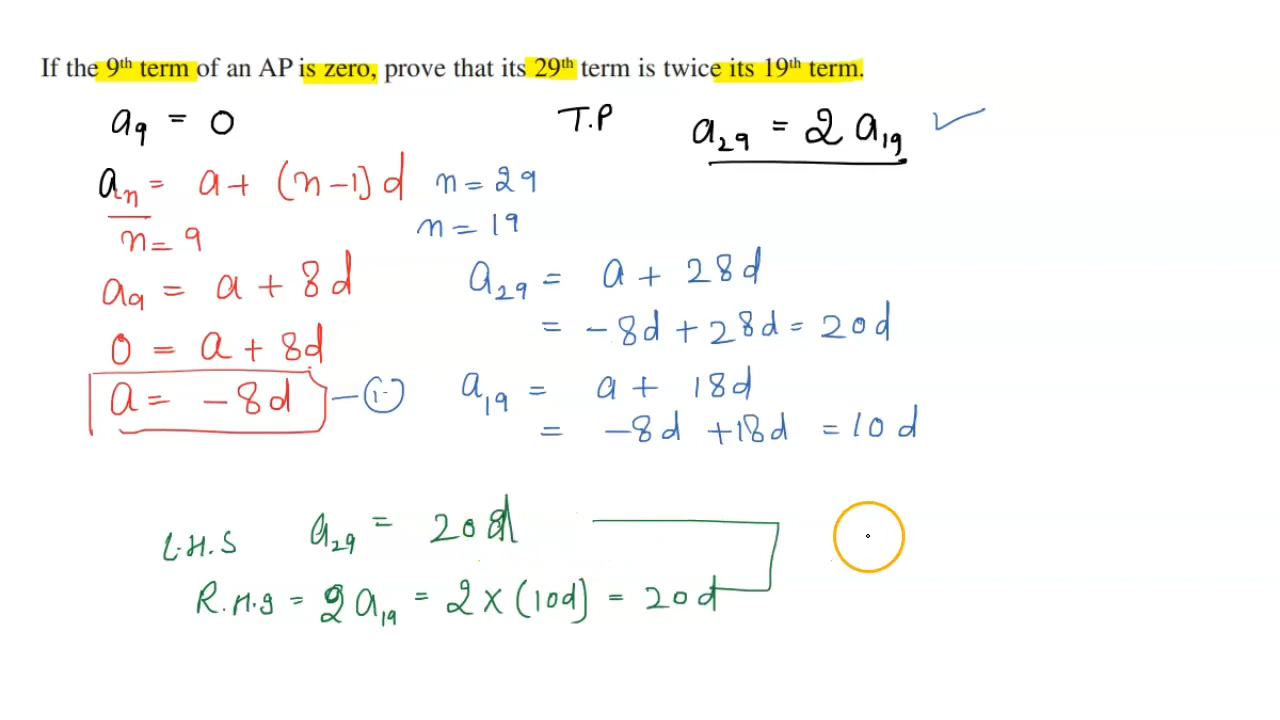 If the 9th term of an AP is zero, prove that its 29th term is twice its 19th term.
a9 = 0 T.P a29 = 2 a19 ✓
an = a + (n-1) d n = 29
n = 9 n = 19
a9 = a + 8d a29 = a + 28d
= -8d + 28d = 20d
0 = a + 8d
a = -8d —(1) a19 = a + 18d
= -8d + 18d = 10d
L.H.S a29 = 20d
R.H.S = 2a19 = 2 × (10d) = 20d